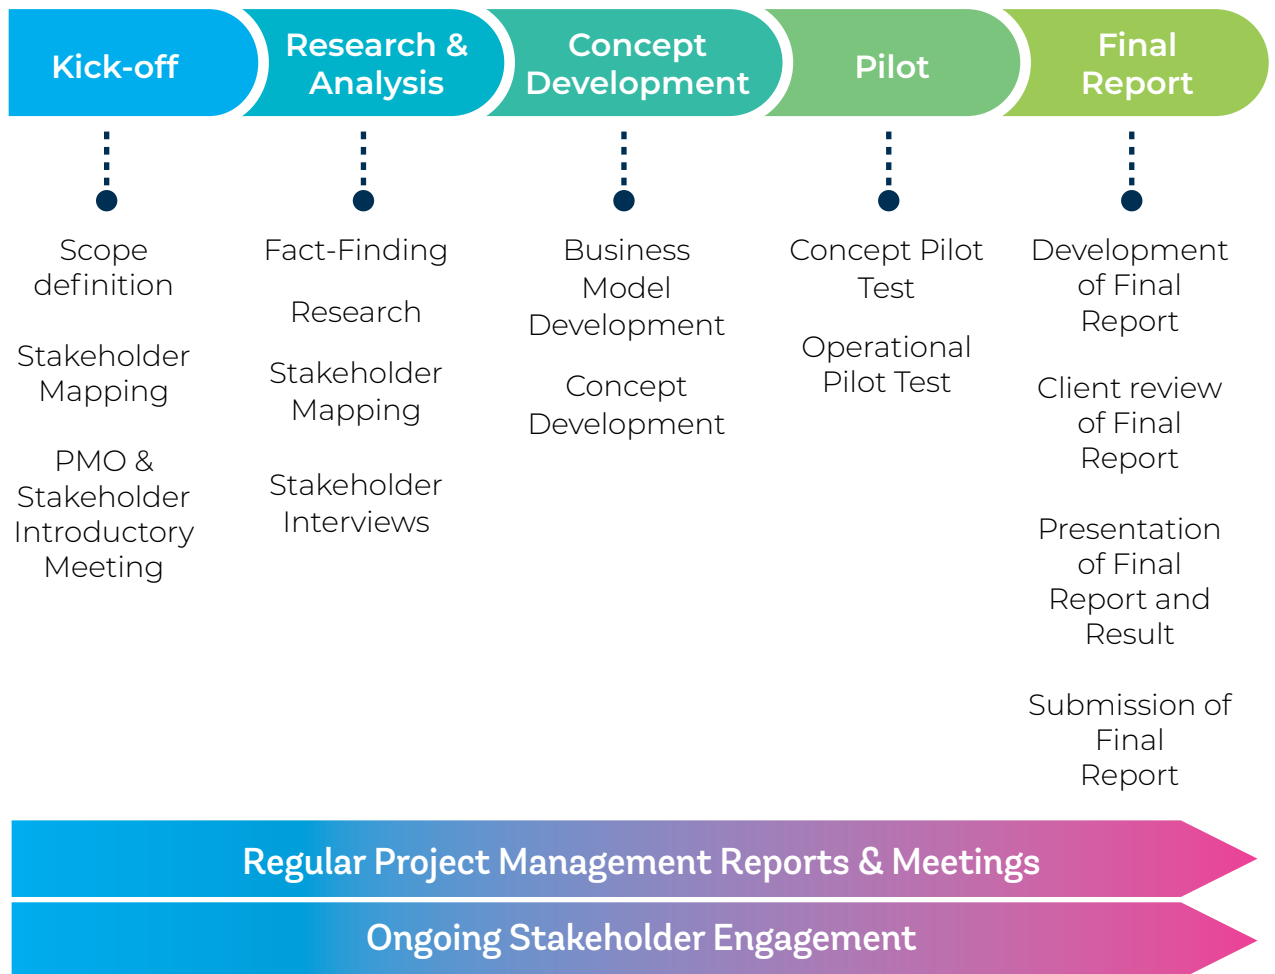 Kick-off
Research &
Analysis
Concept
Development
Pilot
Final
Report
Scope
definition
Stakeholder
Mapping
PMO &
Stakeholder
Introductory
Meeting
Fact-Finding
Research
Stakeholder
Mapping
Stakeholder
Interviews
Business
Model
Development
Concept
Development
Concept Pilot
Test
Operational
Pilot Test
Development
of Final
Report
Client review
of Final
Report
Presentation
of Final
Report and
Result
Submission of
Final
Report
Regular Project Management Reports & Meetings
Ongoing Stakeholder Engagement